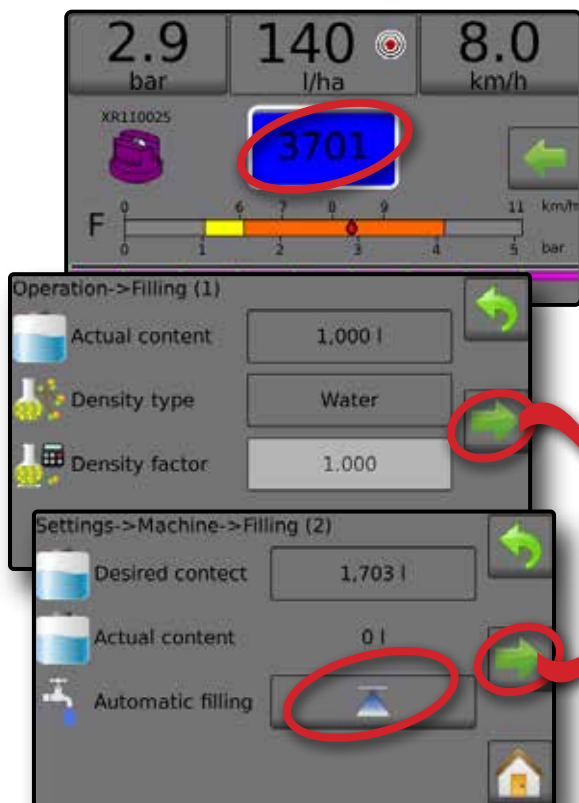 2.9 140 8.0
bar l/ha km/h
XR110025
3701
0 6 7 8 9 11 km/h
F
0 1 2 3 4 5 bar
Operation->Filling (1)
Actual content 1,000 l
Density type Water
Density factor 1.000
Settings->Machine->Filling (2)
Desired contect 1,703 l
Actual content 0 l
Automatic filling